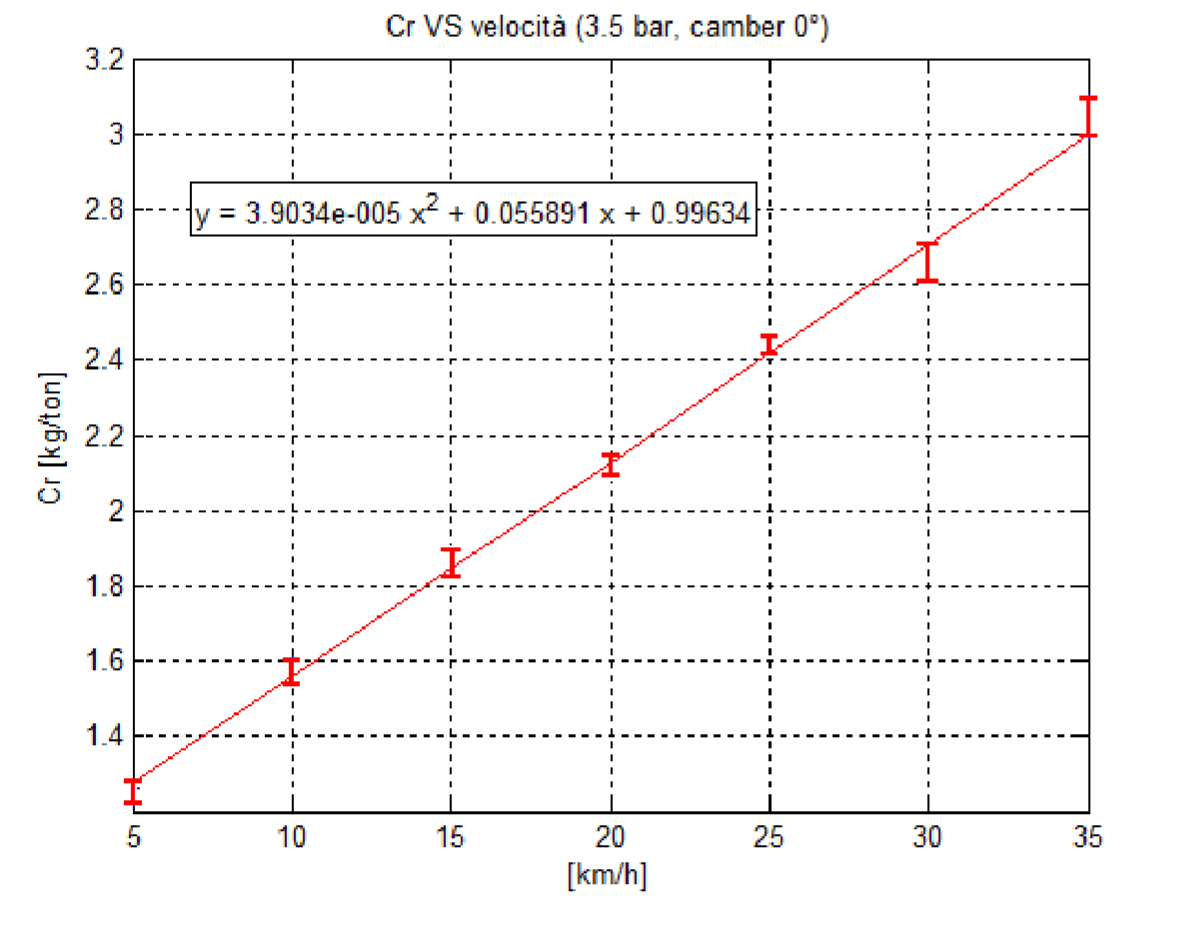 Cr VS velocità (3.5 bar, camber 0°)
3.2
3
2.8
2.6
2.4
2.2
2
1.8
1.6
1.4
y = 3.9034e-005 x² + 0.055891 x + 0.99634
Cr [kg/ton]
5 10 15 20 25 30 35
[km/h]